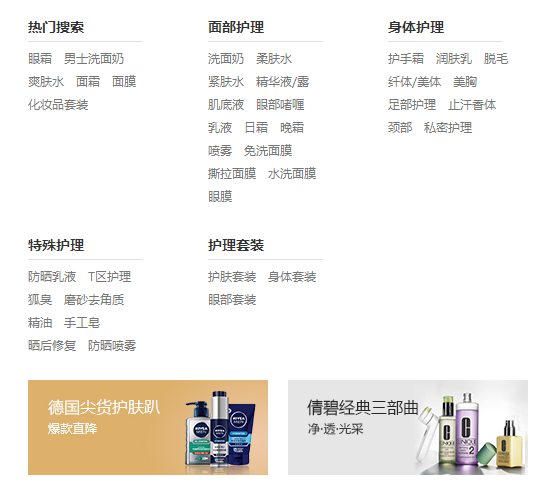 热门搜索
眼霜 男士洗面奶
爽肤水 面霜 面膜
化妆品套装
面部护理
洗面奶 柔肤水
紧肤水 精华液/露
肌底液 眼部啫喱
乳液 日霜 晚霜
喷雾 免洗面膜
撕拉面膜 水洗面膜
眼膜
身体护理
护手霜 润肤乳 脱毛
纤体/美体 美胸
足部护理 止汗香体
颈部 私密护理
特殊护理
防晒乳液 T区护理
狐臭 磨砂去角质
精油 手工皂
晒后修复 防晒喷雾
护理套装
护肤套装 身体套装
眼部套装
德国尖货护肤趴
爆款直降
NIVEA
MEN
NIVEA
MEN
NIVEA
MEN
倩碧经典三部曲
净·透·光采
CLINIQUE
CLINIQUE
2